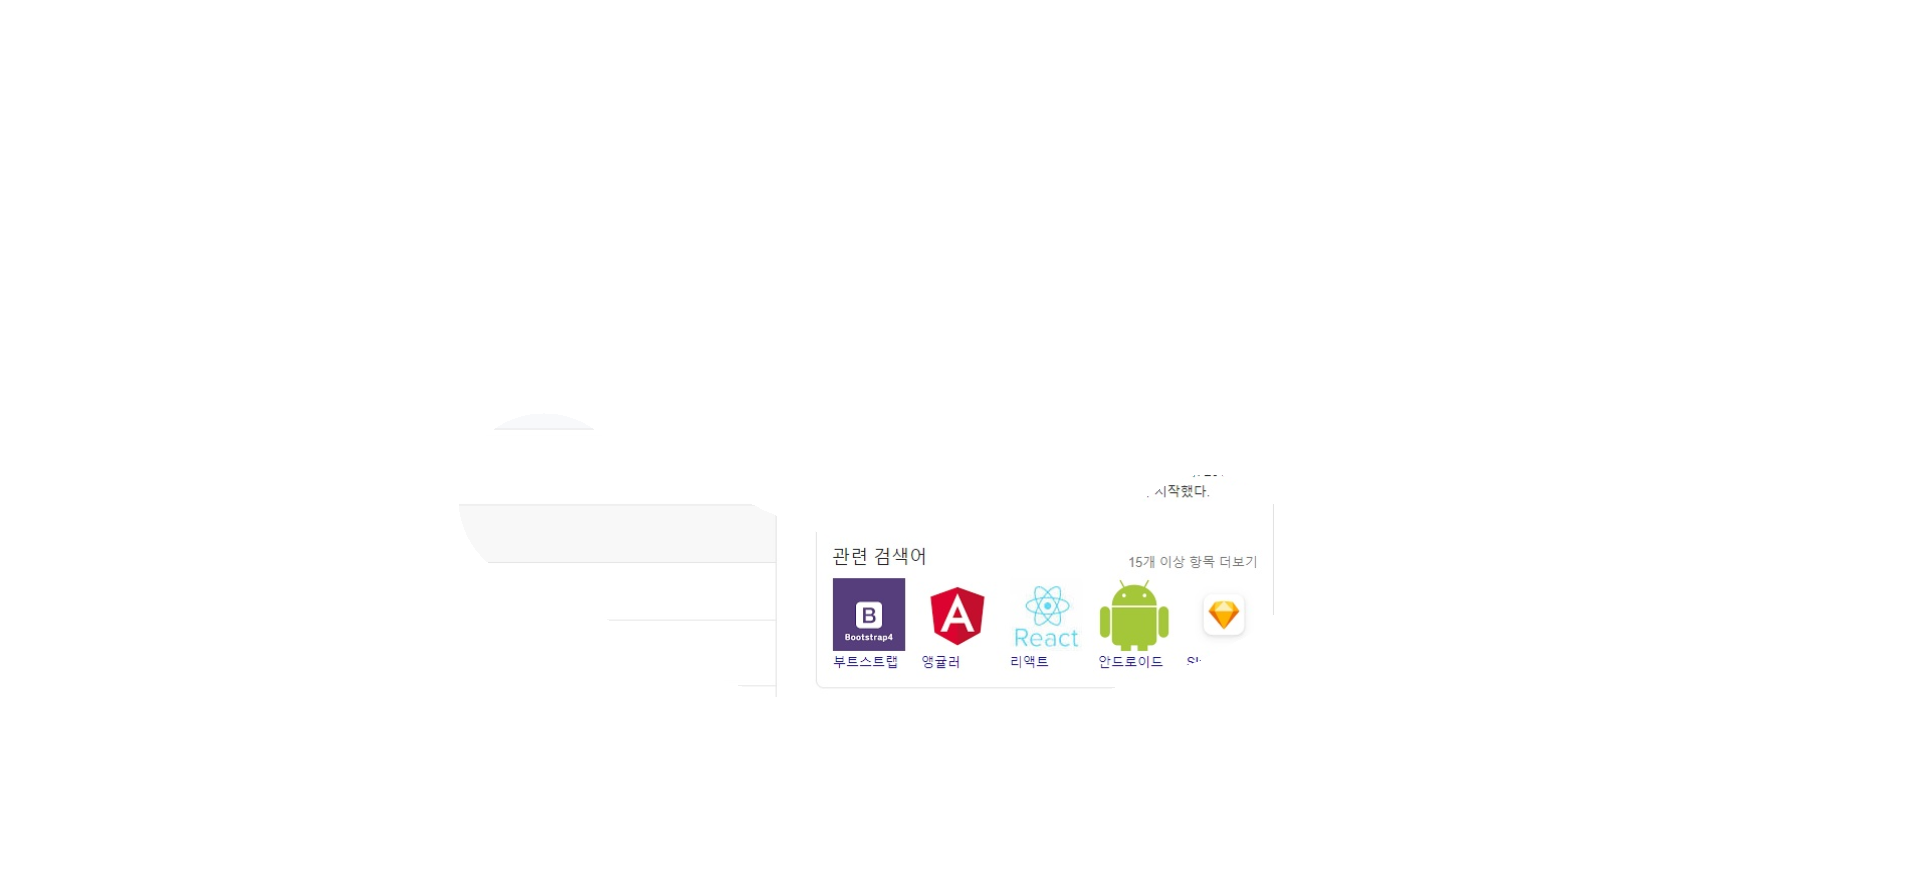 시작했다.
관련 검색어
15개 이상 항목 더보기
B
Bootstrap4
A
React
부트스트랩 앵귤러 리액트 안드로이드